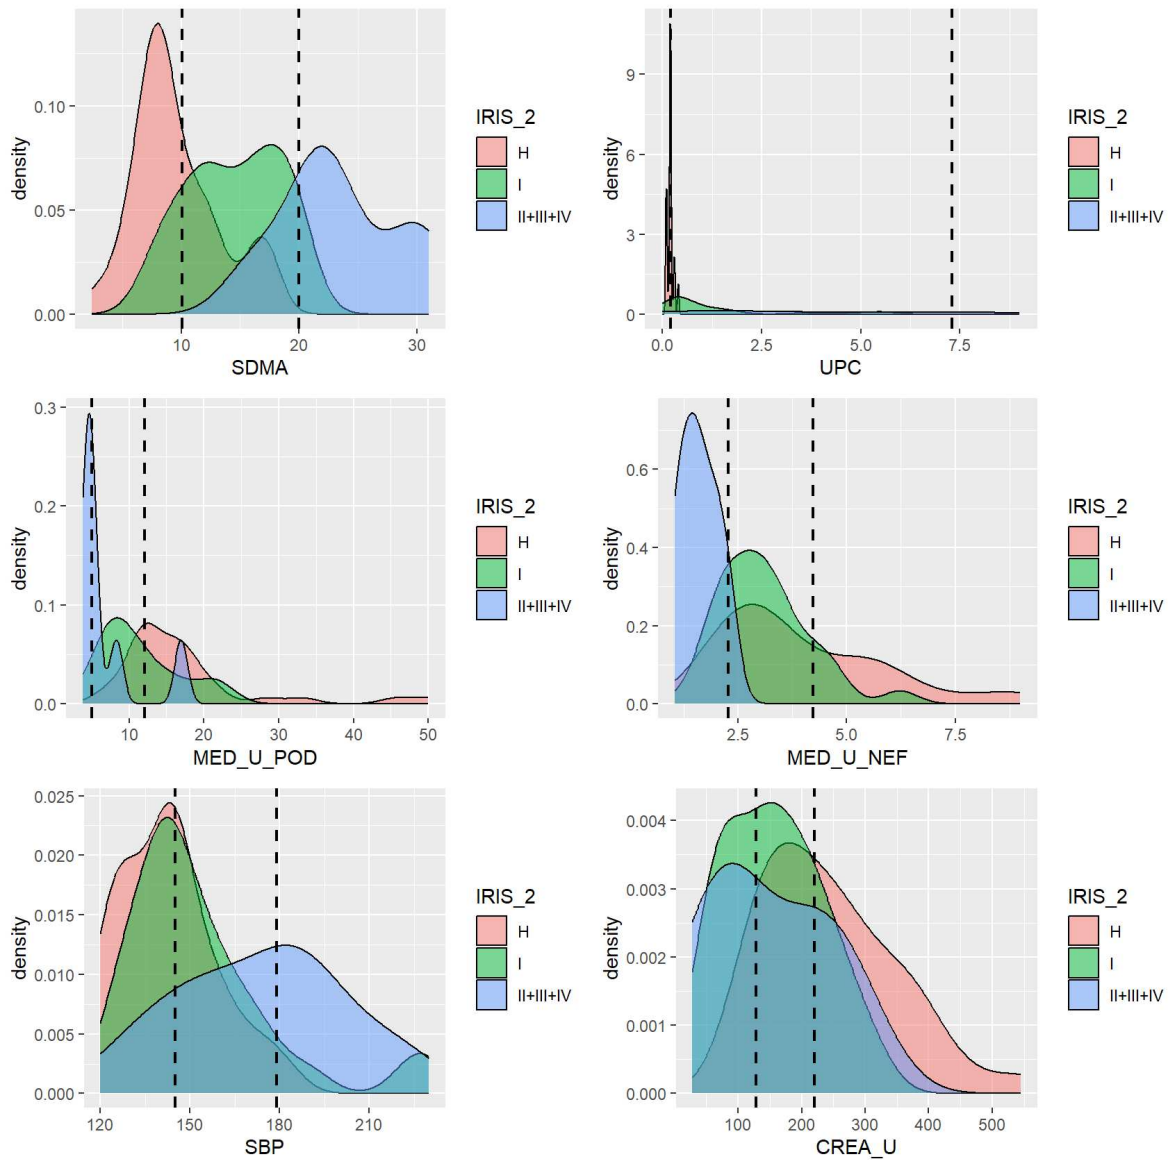 density
0.10
0.05
0.00
10
20
30
SDMA
IRIS_2
H
I
II+III+IV
density
9
6
3
0
0.0
2.5
5.0
7.5
UPC
IRIS_2
H
I
II+III+IV
density
0.3
0.2
0.1
0.0
10
20
30
40
50
MED_U_POD
IRIS_2
H
I
II+III+IV
density
0.6
0.4
0.2
0.0
2.5
5.0
7.5
MED_U_NEF
IRIS_2
H
I
II+III+IV
density
0.025
0.020
0.015
0.010
0.005
0.000
120
150
180
210
SBP
IRIS_2
H
I
II+III+IV
density
0.004
0.003
0.002
0.001
0.000
100
200
300
400
500
CREA_U
IRIS_2
H
I
II+III+IV